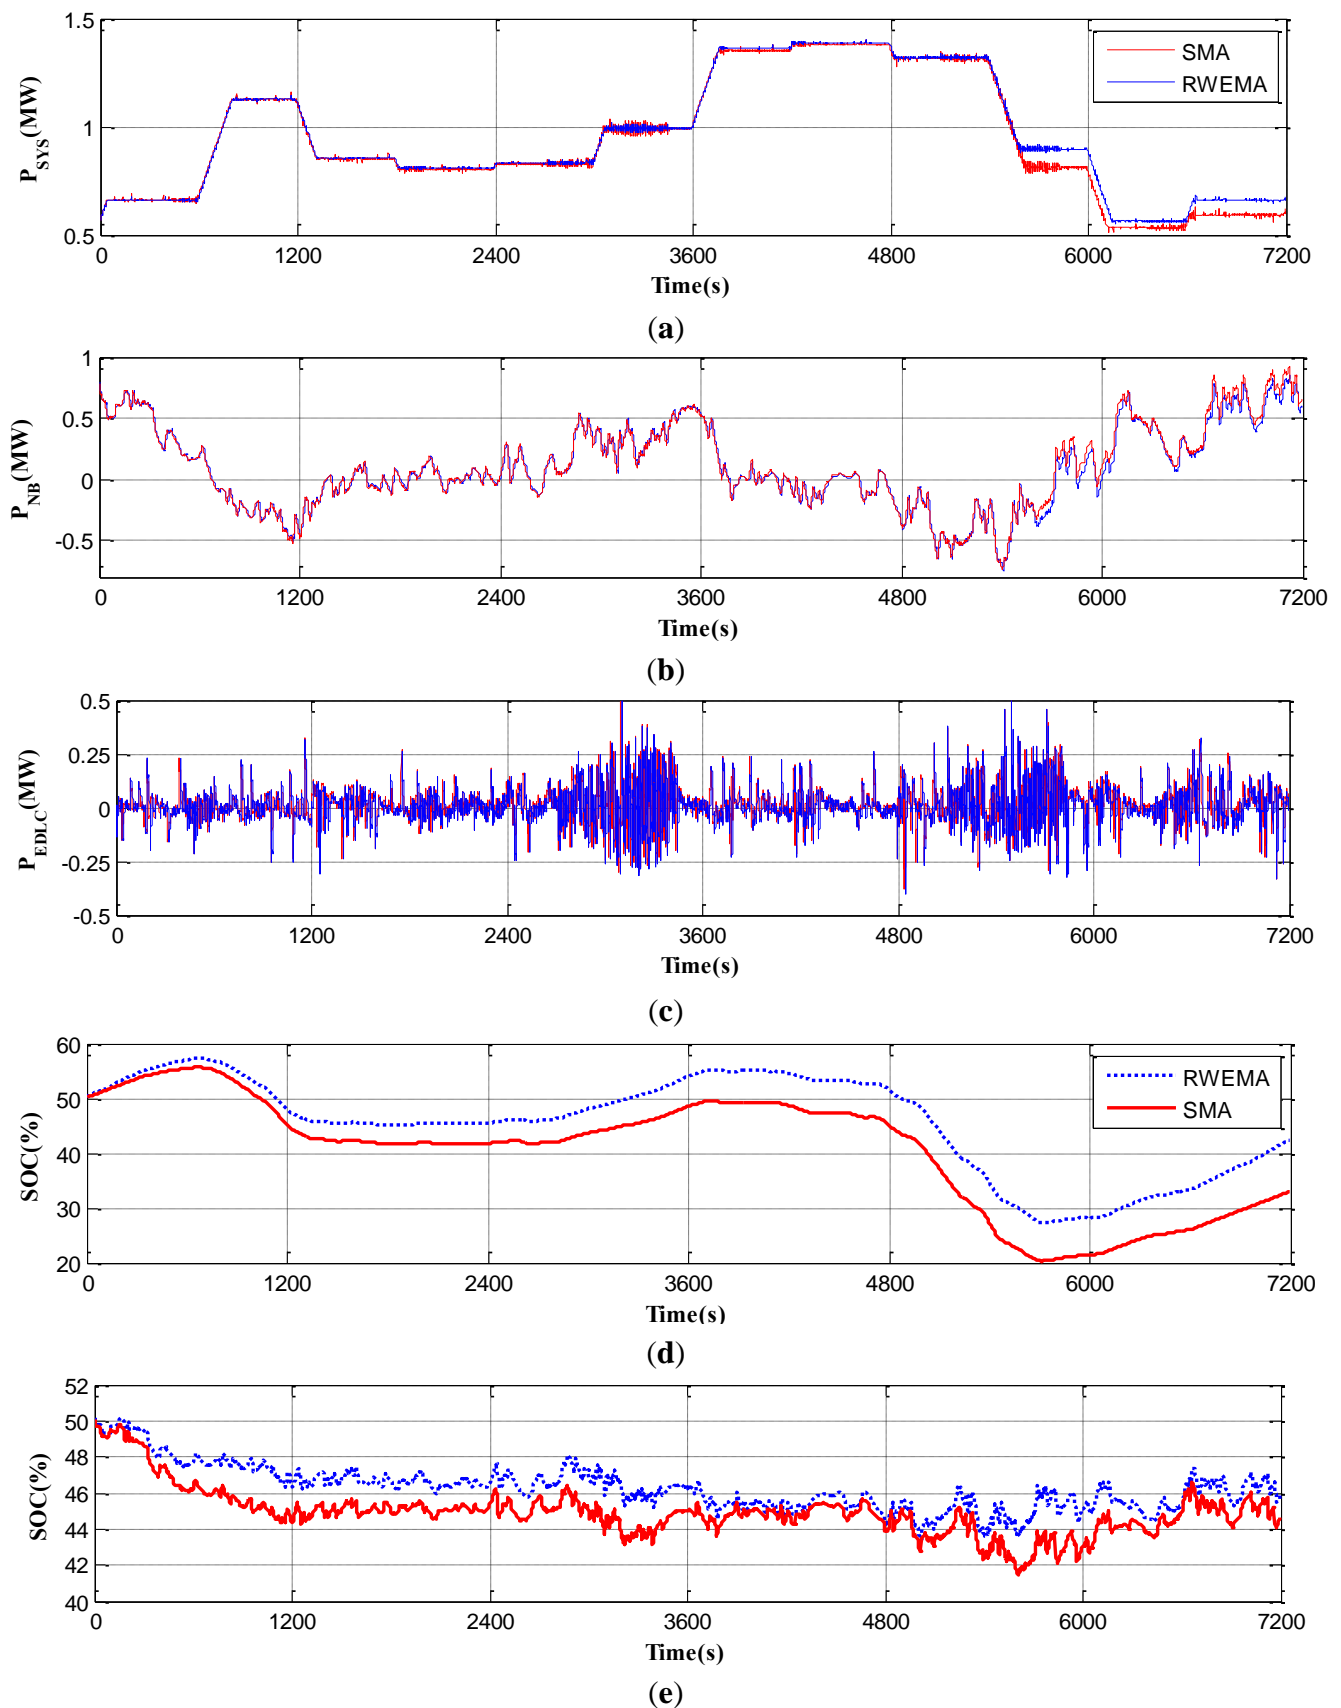 1.5
1
0.5
P_SYS(MW)
SMA
RWEMA
0 1200 2400 3600 4800 6000 7200
Time(s)
(a)
1
0.5
0
-0.5
P_NB(MW)
0 1200 2400 3600 4800 6000 7200
Time(s)
(b)
0.5
0.25
0
-0.25
-0.5
P_EDLC(MW)
0 1200 2400 3600 4800 6000 7200
Time(s)
(c)
60
50
40
30
20
SOC(%)
RWEMA
SMA
0 1200 2400 3600 4800 6000 7200
Time(s)
(d)
52
50
48
46
44
42
40
SOC(%)
0 1200 2400 3600 4800 6000 7200
Time(s)
(e)